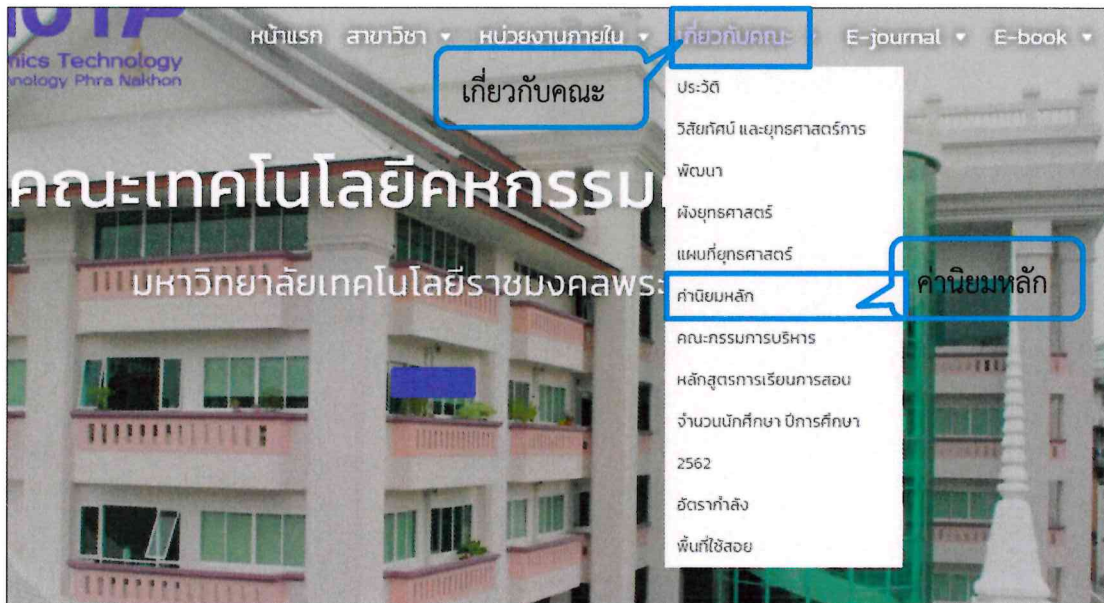 หน้าแรก สาขาวิชา หน่วยงานภายใน เกี่ยวกับคณะ E-journal E-book
mics Technology
nology Phra Nakhon
เกี่ยวกับคณะ
ประวัติ
วิสัยทัศน์ และยุทธศาสตร์การ
พัฒนา
ผังยุทธศาสตร์
แผนที่ยุทธศาสตร์
ค่านิยมหลัก
ค่านิยมหลัก
คณะกรรมการบริหาร
หลักสูตรการเรียนการสอน
จำนวนนักศึกษา ปีการศึกษา
2562
อัตรากำลัง
พื้นที่ใช้สอย
คณะเทคโนโลยีคหกรรม
มหาวิทยาลัยเทคโนโลยีราชมงคลพระ